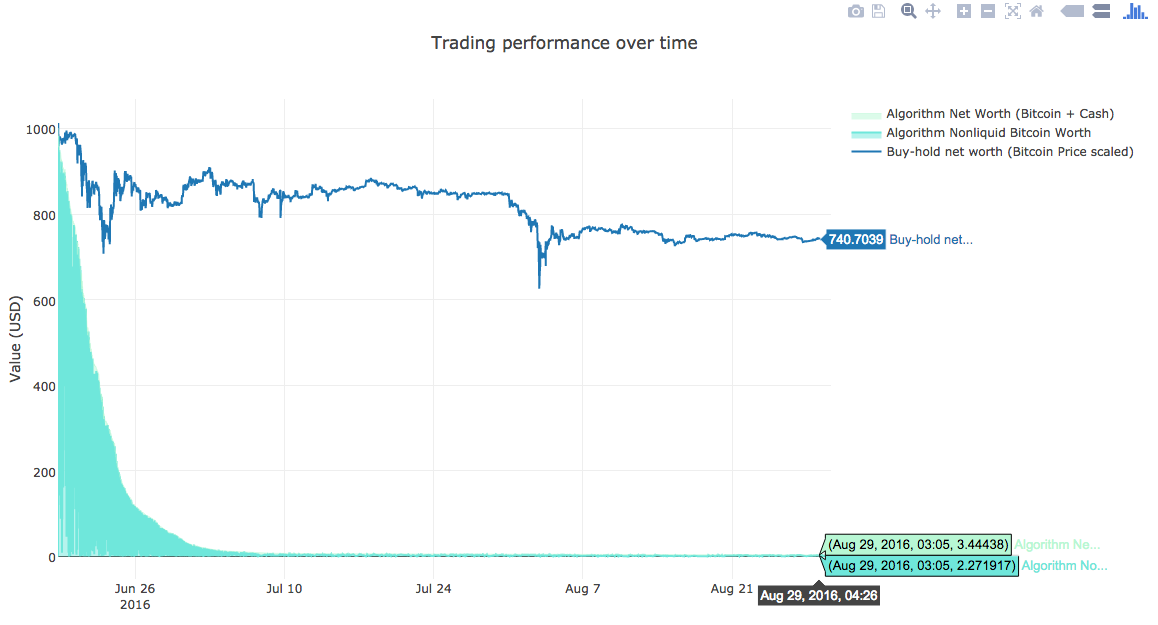 Trading performance over time
Algorithm Net Worth (Bitcoin + Cash)
Algorithm Nonliquid Bitcoin Worth
Buy-hold net worth (Bitcoin Price scaled)
Value (USD)
1000
800
600
400
200
0
740.7039 Buy-hold net...
(Aug 29, 2016, 03:05, 3.44438) Algorithm Ne...
(Aug 29, 2016, 03:05, 2.271917) Algorithm No...
Jun 26
2016
Jul 10
Jul 24
Aug 7
Aug 21
Aug 29, 2016, 04:26